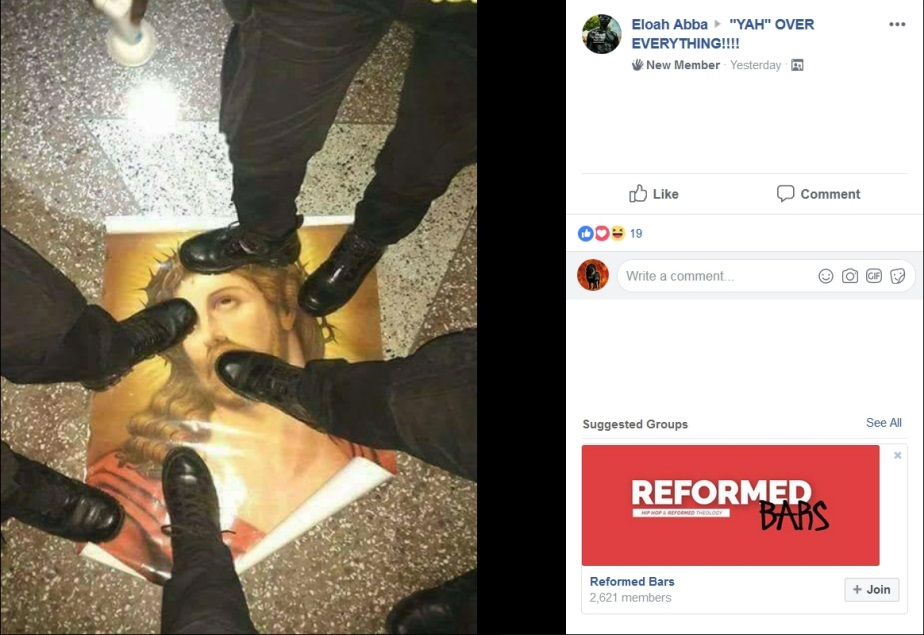 Eloah Abba ▸ "YAH" OVER
EVERYTHING!!!!
New Member · Yesterday ·
Like
Comment
19
Write a comment...
GIF
Suggested Groups
See All
REFORMED
HIP HOP & REFORMED THEOLOGY
BARS
Reformed Bars
2,621 members
+ Join